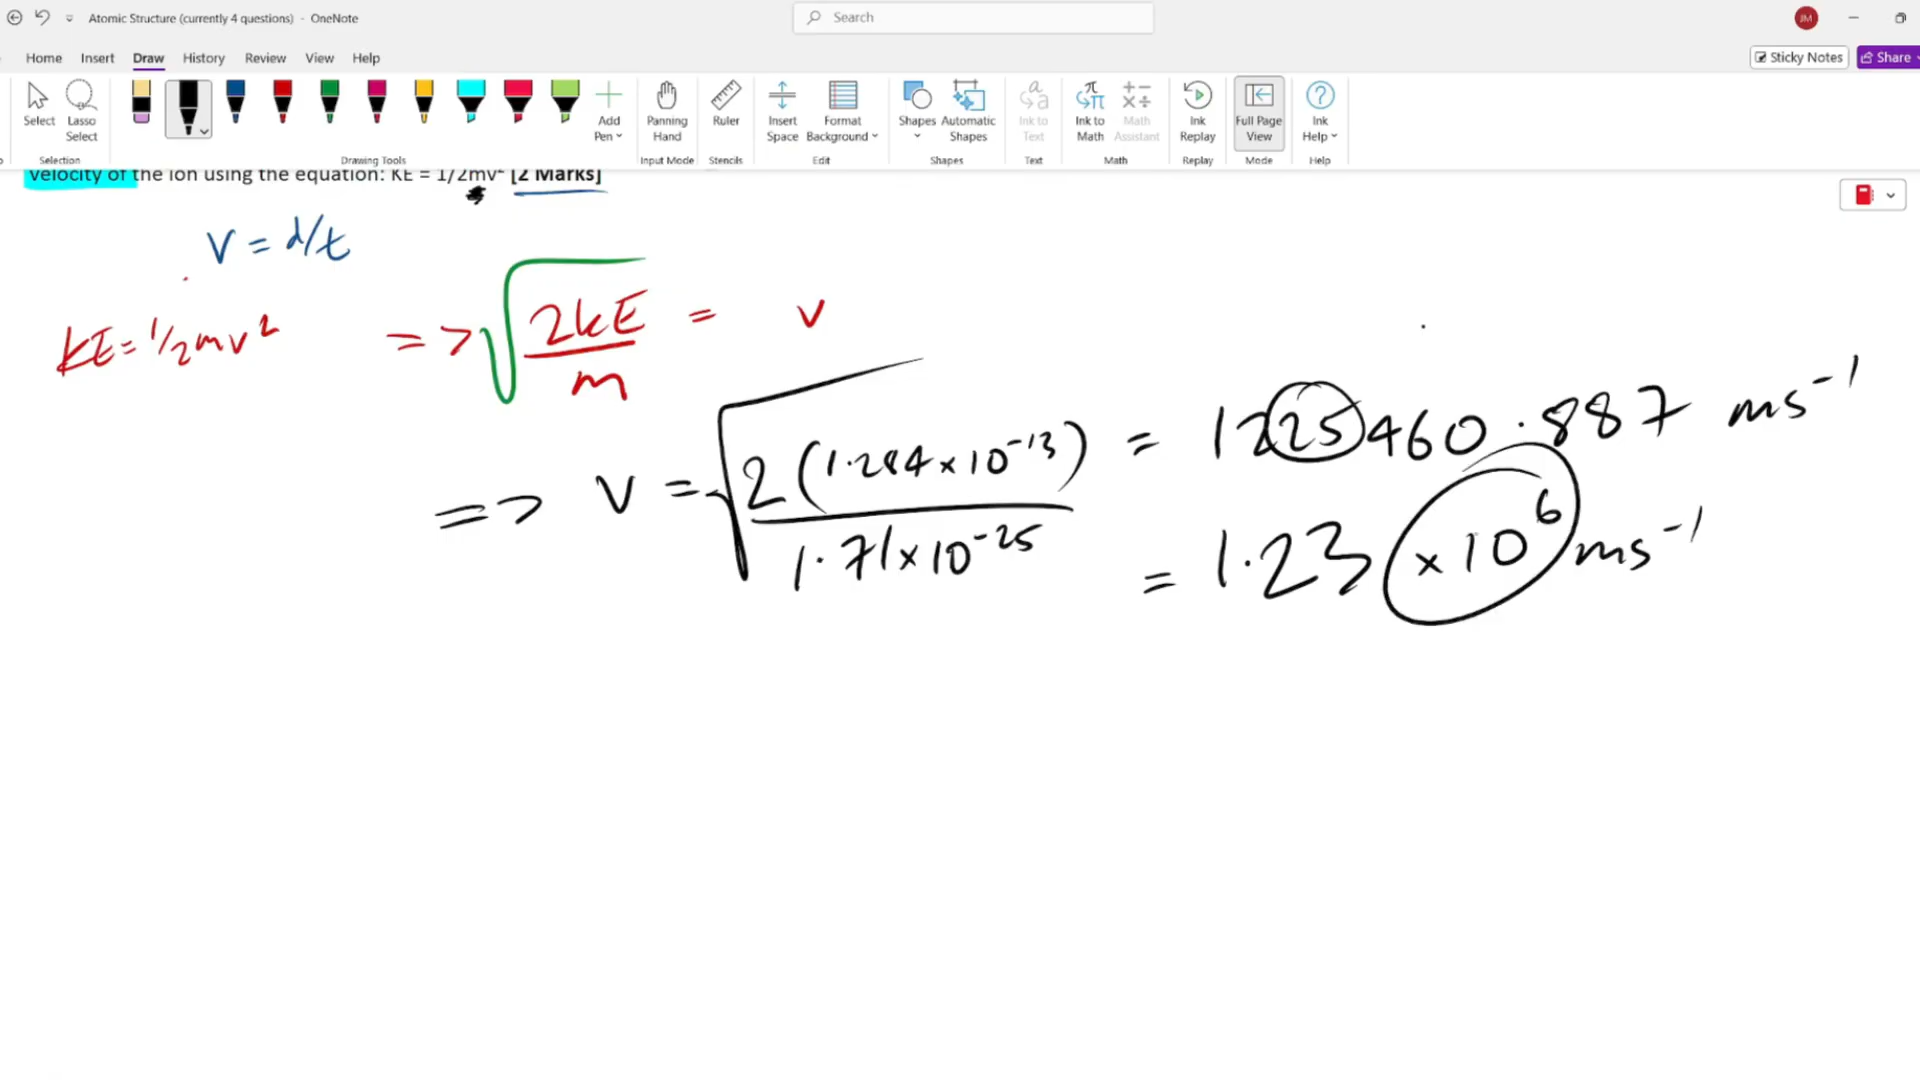 Atomic Structure (currently 4 questions) - OneNote
Search
JM
Home Insert Draw History Review View Help
Sticky Notes
Share
Select
Lasso Select
Add Pen
Panning Hand
Ruler
Insert Space
Format Background
Shapes
Automatic Shapes
Ink to Text
Ink to Math
Math Assistant
Ink Replay
Full Page View
Ink Help
Selection Drawing Tools Input Mode Stencils Edit Shapes Text Math Replay Mode Help
velocity of the ion using the equation: KE = 1/2mv² [2 Marks]
v = d/t
KE = 1/2mv² => √(2KE/m) = v
=> v = √(2(1.284×10⁻¹³)/1.71×10⁻²⁵) = 1225460.887 ms⁻¹
= 1.23 ×10⁶ ms⁻¹